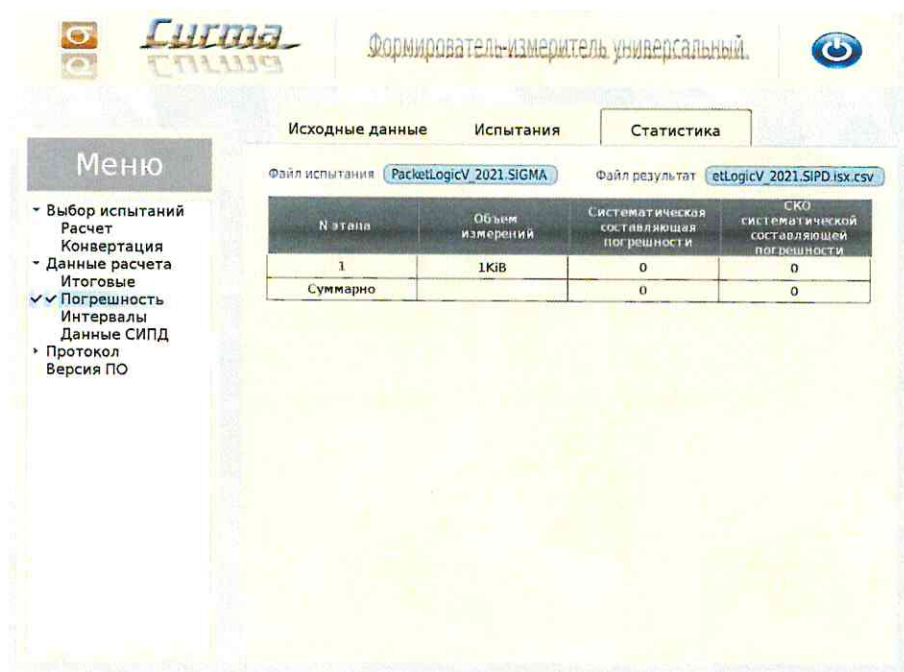 σ
Сигма
Формирователь-измеритель универсальный.
Исходные данные
Испытания
Статистика
Меню
Файл испытания
PacketLogicV_2021.SIGMA
Файл результат
etLogicV_2021.SIPD.isx.csv
Выбор испытаний
Расчет
Конвертация
Данные расчета
Итоговые
Погрешность
Интервалы
Данные СИПД
Протокол
Версия ПО
N этапа
Объем
измерений
Систематическая
составляющая
погрешности
СКО
систематической
составляющей
погрешности
1
1KiB
0
0
Суммарно
0
0